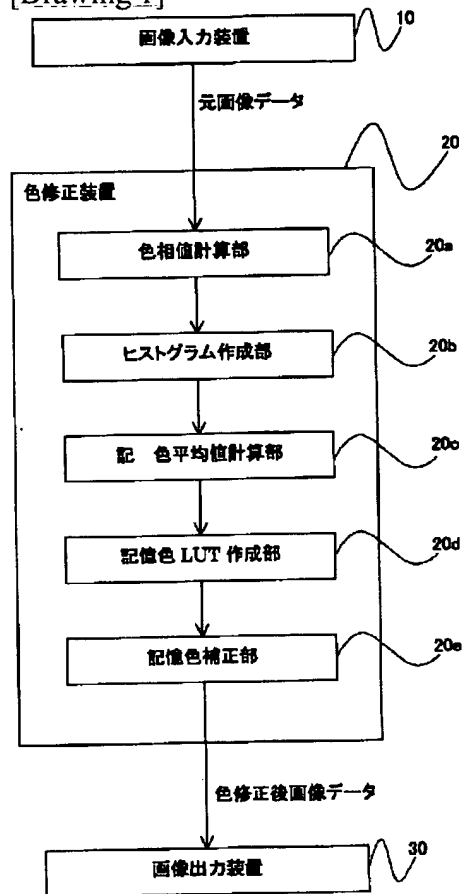 [Drawing 1]
画像入力装置
10
元画像データ
20
色修正装置
色相値計算部
20a
ヒストグラム作成部
20b
記 色平均値計算部
20c
記憶色 LUT 作成部
20d
記憶色補正部
20e
色修正後画像データ
画像出力装置
30